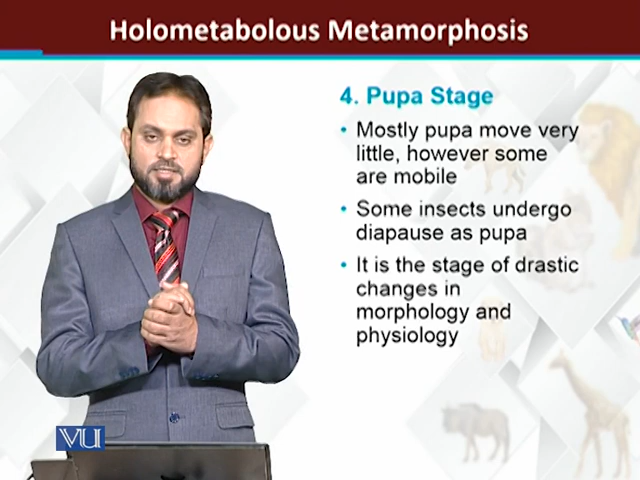 Holometabolous Metamorphosis
4. Pupa Stage
• Mostly pupa move very
little, however some
are mobile
• Some insects undergo
diapause as pupa
• It is the stage of drastic
changes in
morphology and
physiology
VU